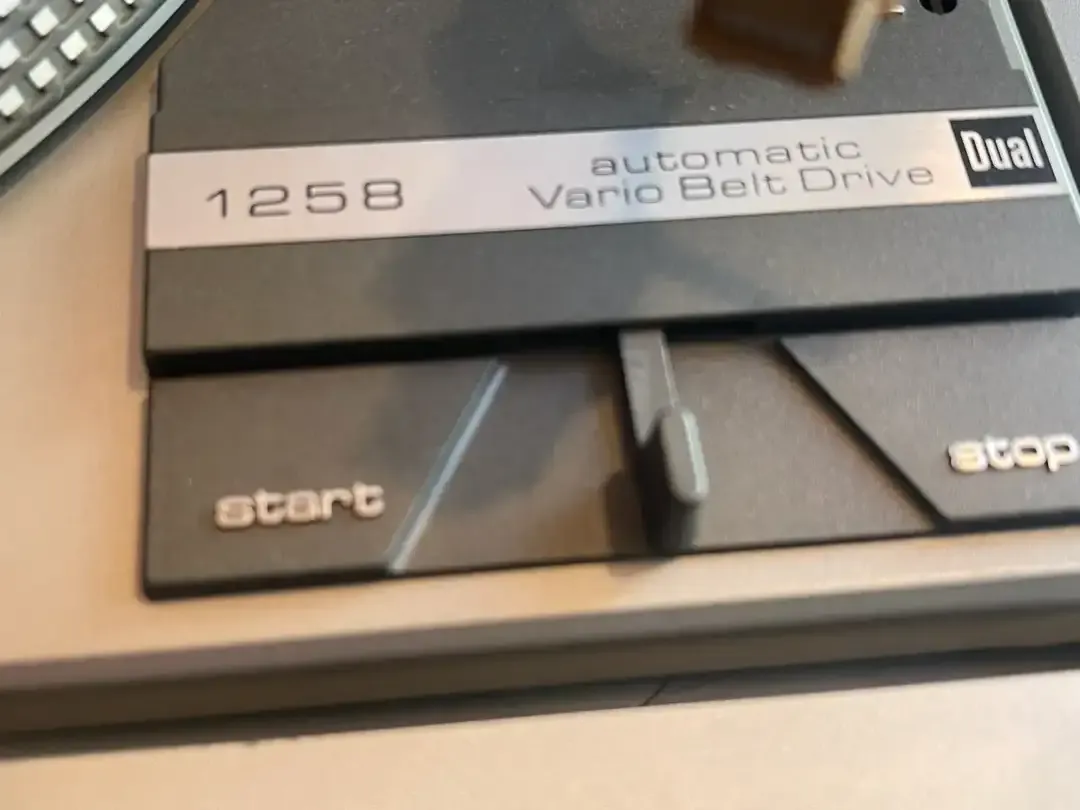 1258
automatic
Vario Belt Drive
Dual
start
stop